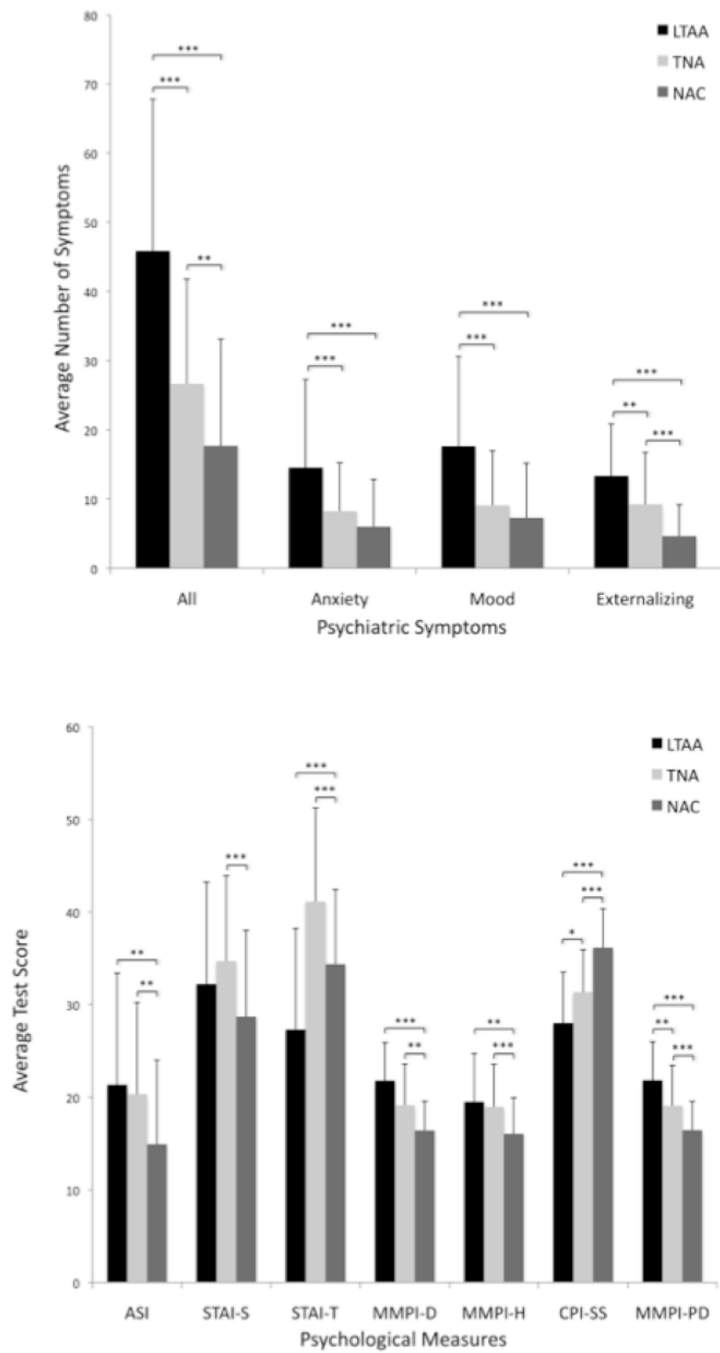 80
70
60
50
40
30
20
10
0
Average Number of Symptoms
LTAA
TNA
NAC
***
***
**
***
***
***
***
***
**
***
All
Anxiety
Mood
Externalizing
Psychiatric Symptoms
60
50
40
30
20
10
0
Average Test Score
LTAA
TNA
NAC
**
**
***
***
***
***
**
**
***
***
*
***
***
**
***
ASI
STAI-S
STAI-T
MMPI-D
MMPI-H
CPI-SS
MMPI-PD
Psychological Measures